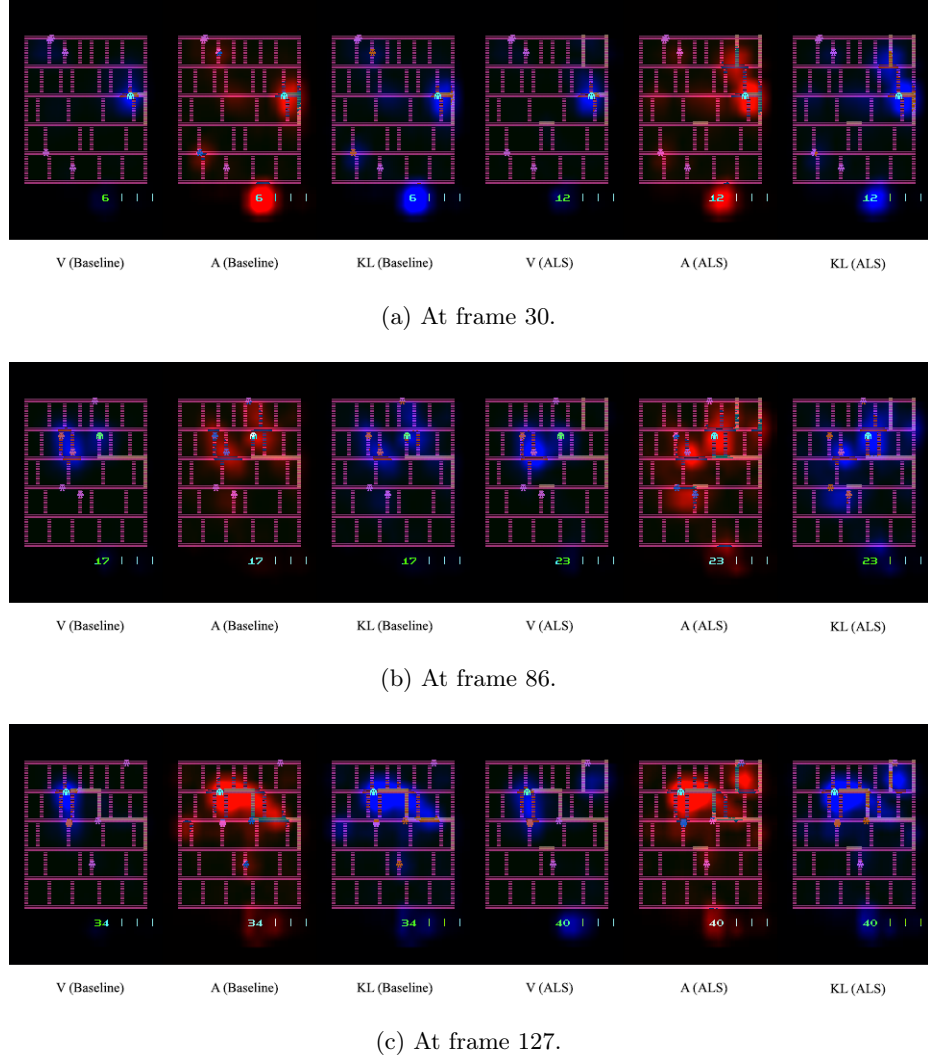 6 6 6 12 12 12
V (Baseline) A (Baseline) KL (Baseline) V (ALS) A (ALS) KL (ALS)
(a) At frame 30.
17 17 17 23 23 23
V (Baseline) A (Baseline) KL (Baseline) V (ALS) A (ALS) KL (ALS)
(b) At frame 86.
34 34 34 40 40 40
V (Baseline) A (Baseline) KL (Baseline) V (ALS) A (ALS) KL (ALS)
(c) At frame 127.